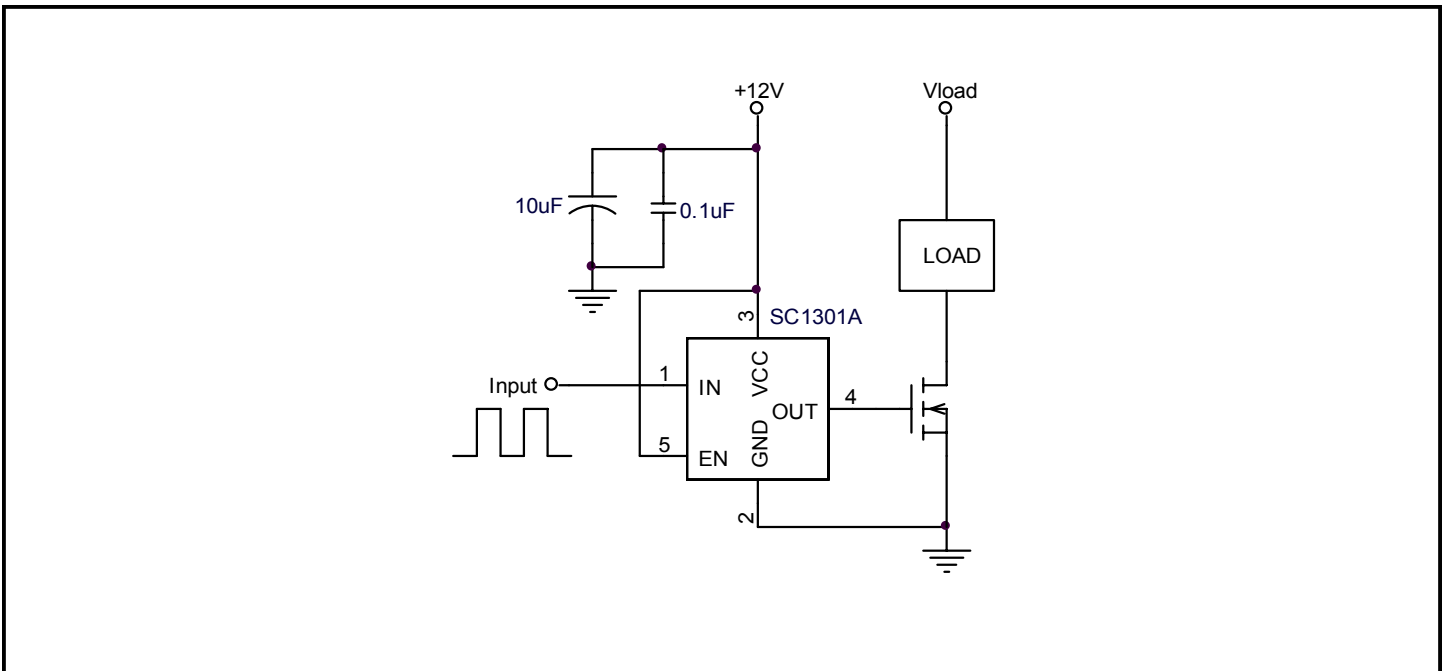 +12V
Vload
10uF
0.1uF
LOAD
3
SC1301A
Input
1
IN
VCC
OUT
4
5
EN
GND
2